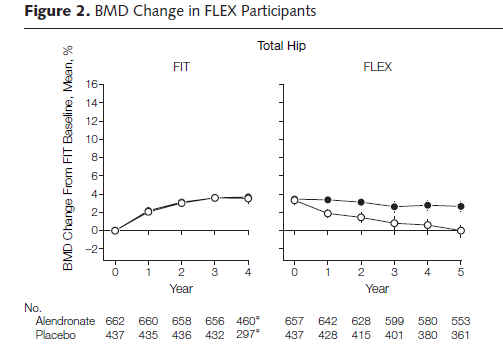 Figure 2. BMD Change in FLEX Participants
Total Hip
FIT
FLEX
BMD Change From FIT Baseline, Mean, %
16
14
12
10
8
6
4
2
0
−2
0 1 2 3 4
Year
0 1 2 3 4 5
Year
No.
Alendronate 662 660 658 656 460* 657 642 628 599 580 553
Placebo 437 435 436 432 297* 437 428 415 401 380 361